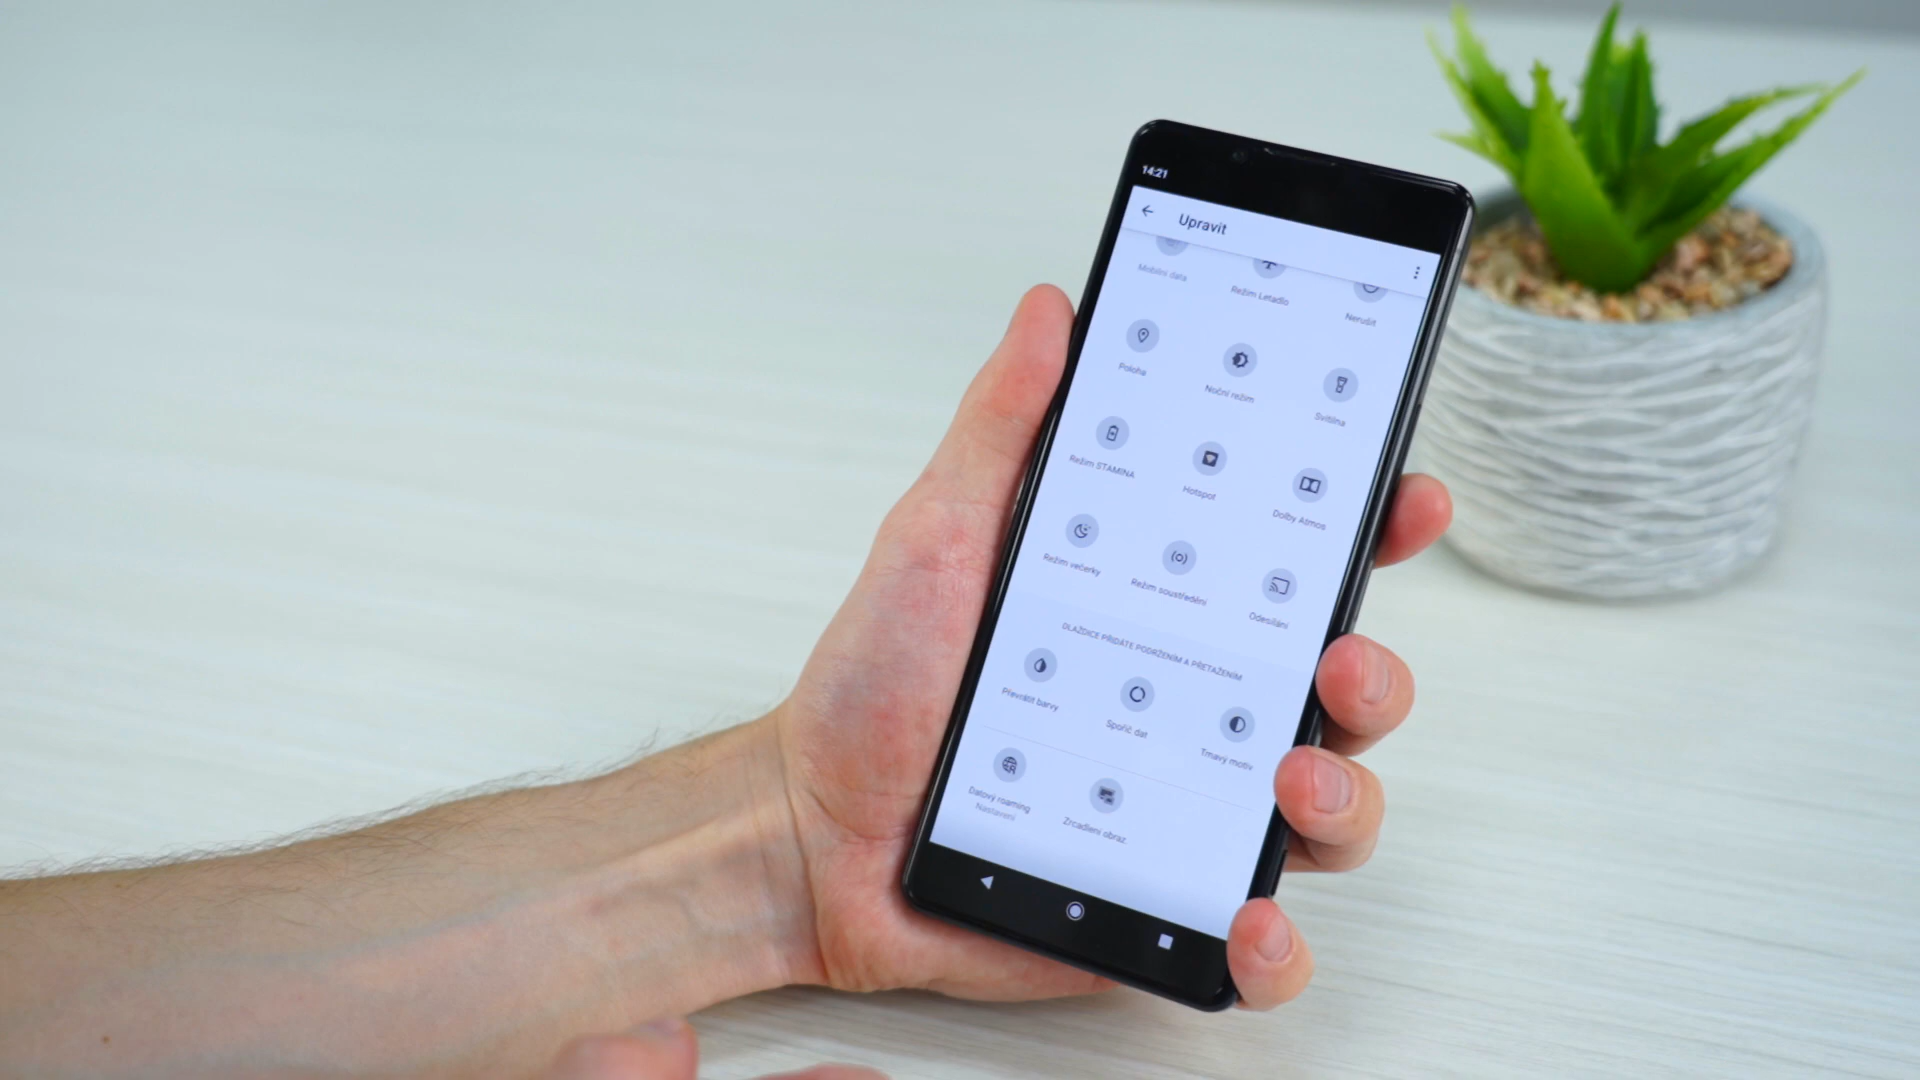 14:21
Upravit
Mobilní data
Režim Letadlo
Nerušit
Poloha
Noční režim
Svítilna
Režim STAMINA
Hotspot
Dolby Atmos
Režim večerky
Režim soustředění
Odesílání
DLAŽDICE PŘIDÁTE PODRŽENÍM A PŘETAŽENÍM
Převrátit barvy
Spořič dat
Tmavý motiv
Datový roaming
Nastavení
Zrcadlení obraz.